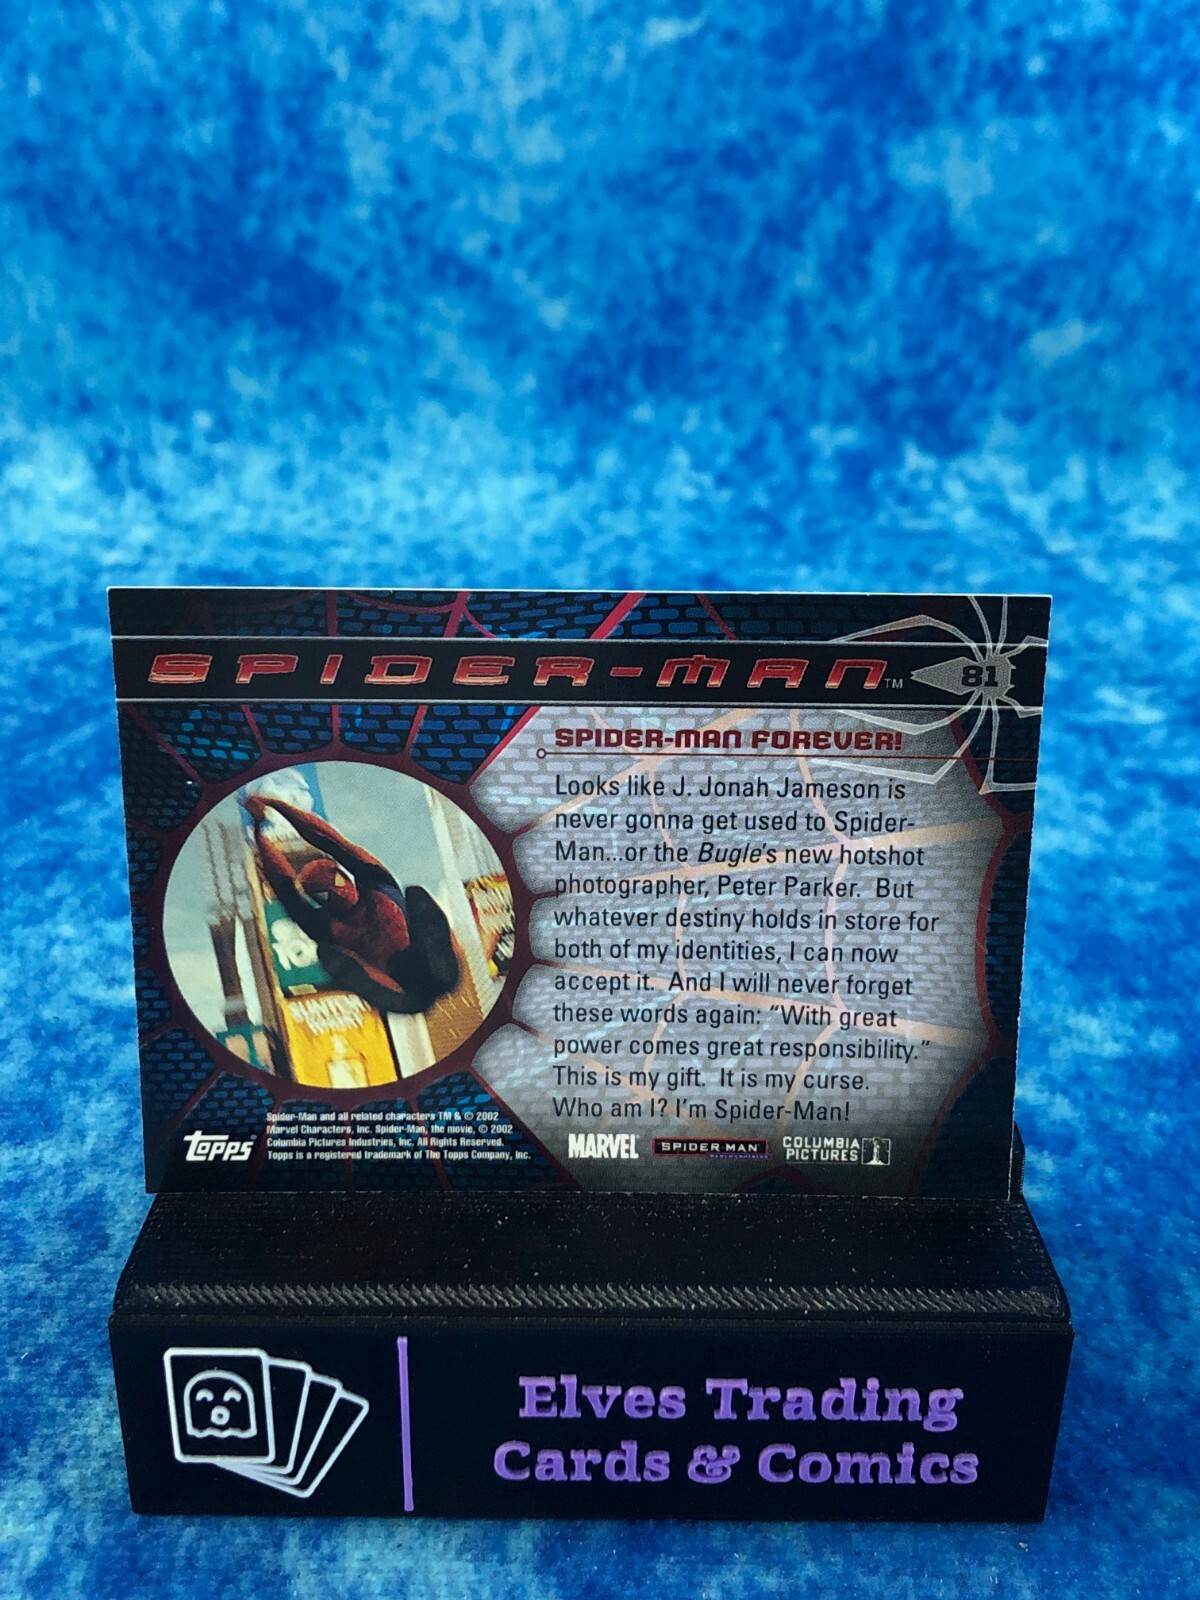 SPIDER-MAN™
81
SPIDER-MAN FOREVER!
Looks like J. Jonah Jameson is
never gonna get used to Spider-
Man...or the Bugle's new hotshot
photographer, Peter Parker. But
whatever destiny holds in store for
both of my identities, I can now
accept it. And I will never forget
these words again: “With great
power comes great responsibility.”
This is my gift. It is my curse.
Who am I? I'm Spider-Man!
Spider-Man and all related characters TM & © 2002
Marvel Characters, Inc. Spider-Man, the movie, © 2002
Columbia Pictures Industries, Inc. All Rights Reserved.
Topps is a registered trademark of The Topps Company, Inc.
topps®
MARVEL
SPIDER-MAN
COLUMBIA
PICTURES
Elves Trading
Cards & Comics